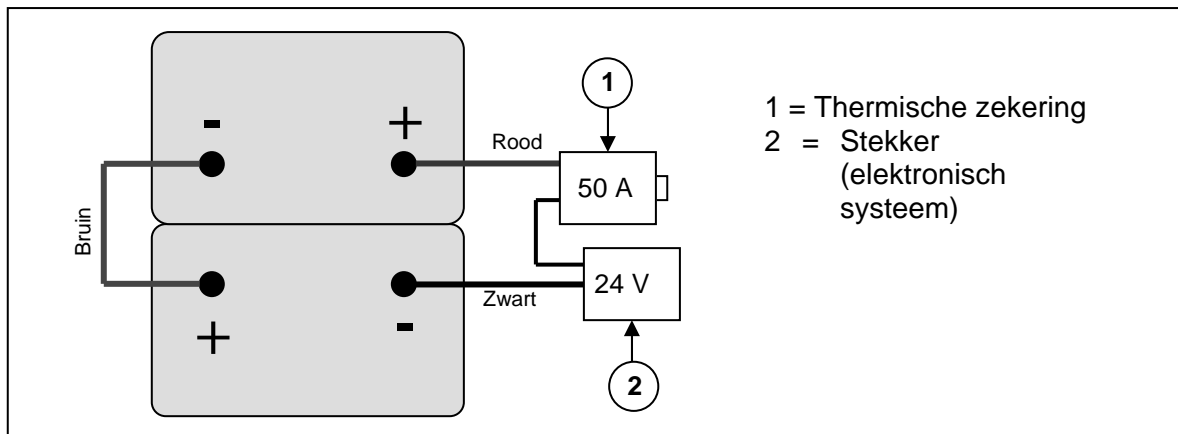 1
- +
Rood
50 A
Bruin
24 V
Zwart
+ -
2
1 = Thermische zekering
2 = Stekker
(elektronisch
systeem)